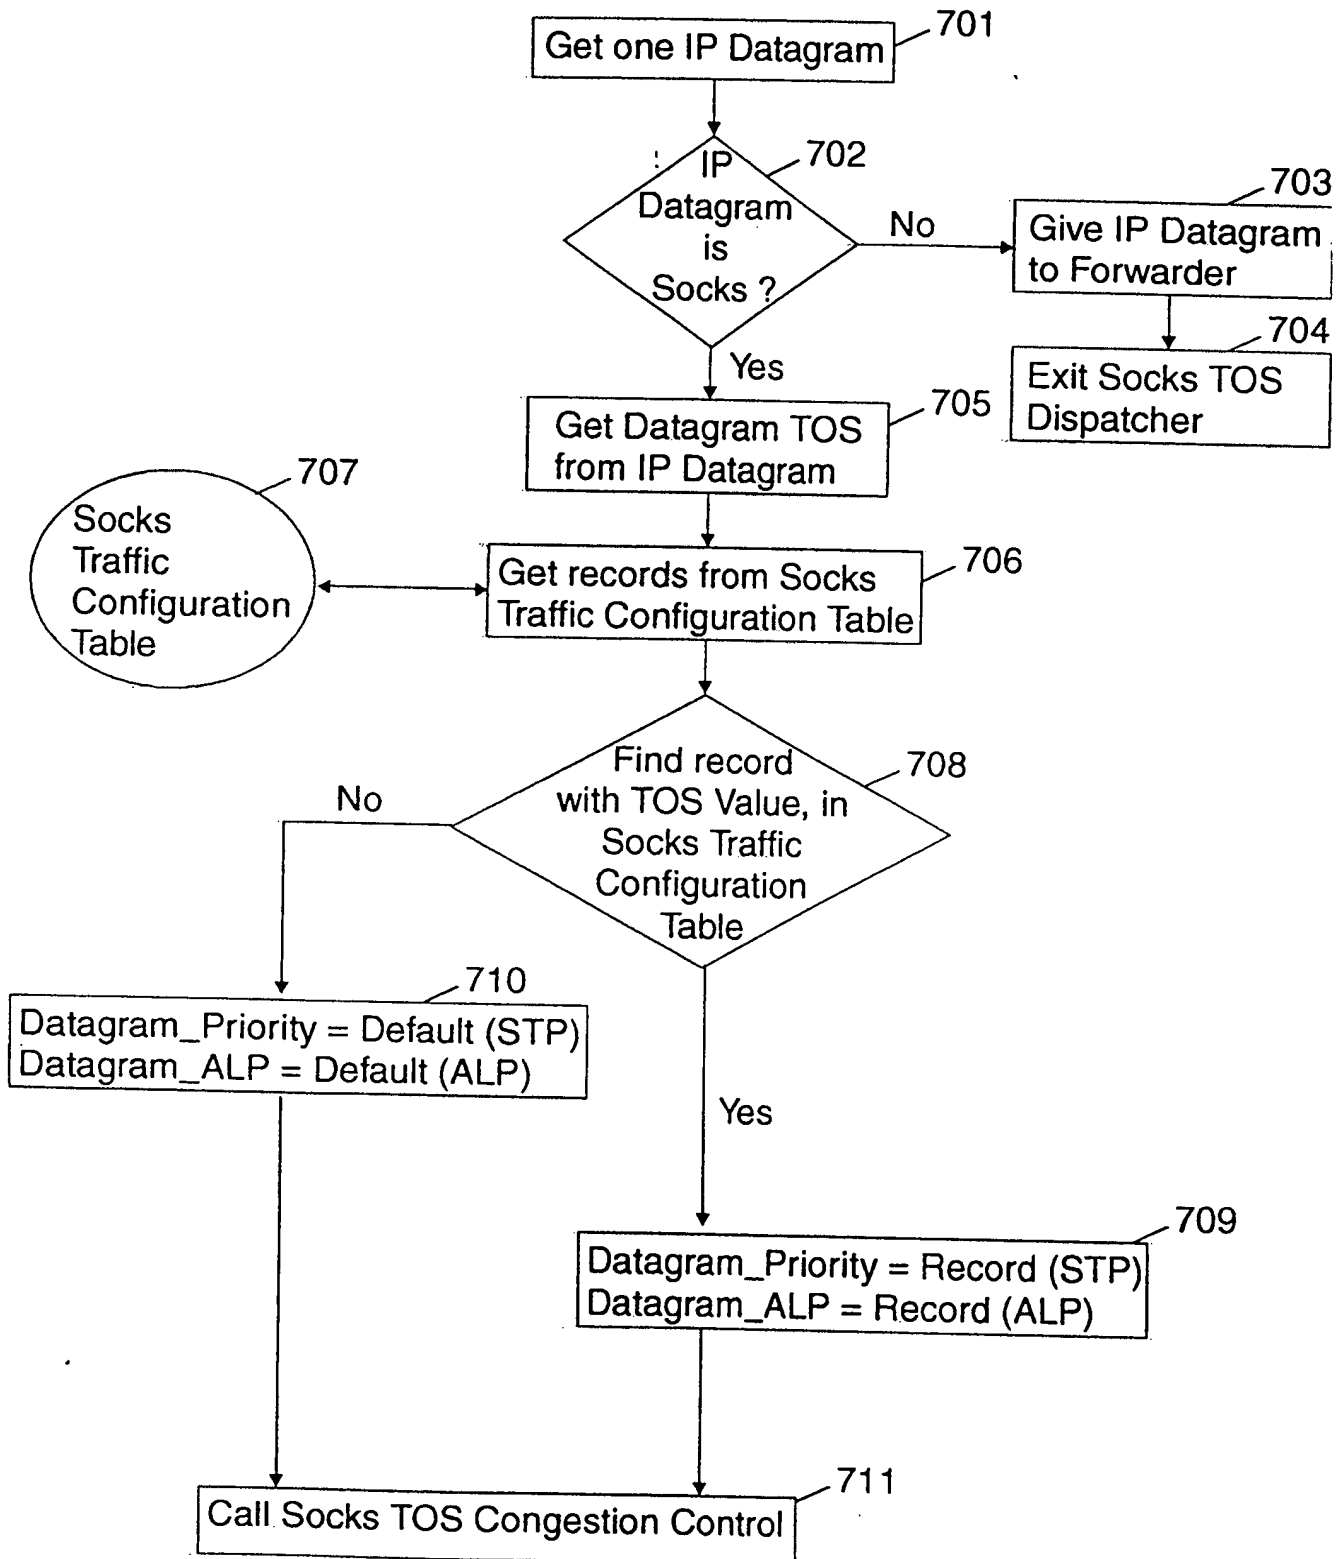 701
Get one IP Datagram
702
IP
Datagram
is
Socks ?
No
703
Give IP Datagram
to Forwarder
704
Exit Socks TOS
Dispatcher
Yes
705
Get Datagram TOS
from IP Datagram
707
Socks
Traffic
Configuration
Table
706
Get records from Socks
Traffic Configuration Table
708
Find record
with TOS Value, in
Socks Traffic
Configuration
Table
No
710
Datagram_Priority = Default (STP)
Datagram_ALP = Default (ALP)
Yes
709
Datagram_Priority = Record (STP)
Datagram_ALP = Record (ALP)
711
Call Socks TOS Congestion Control